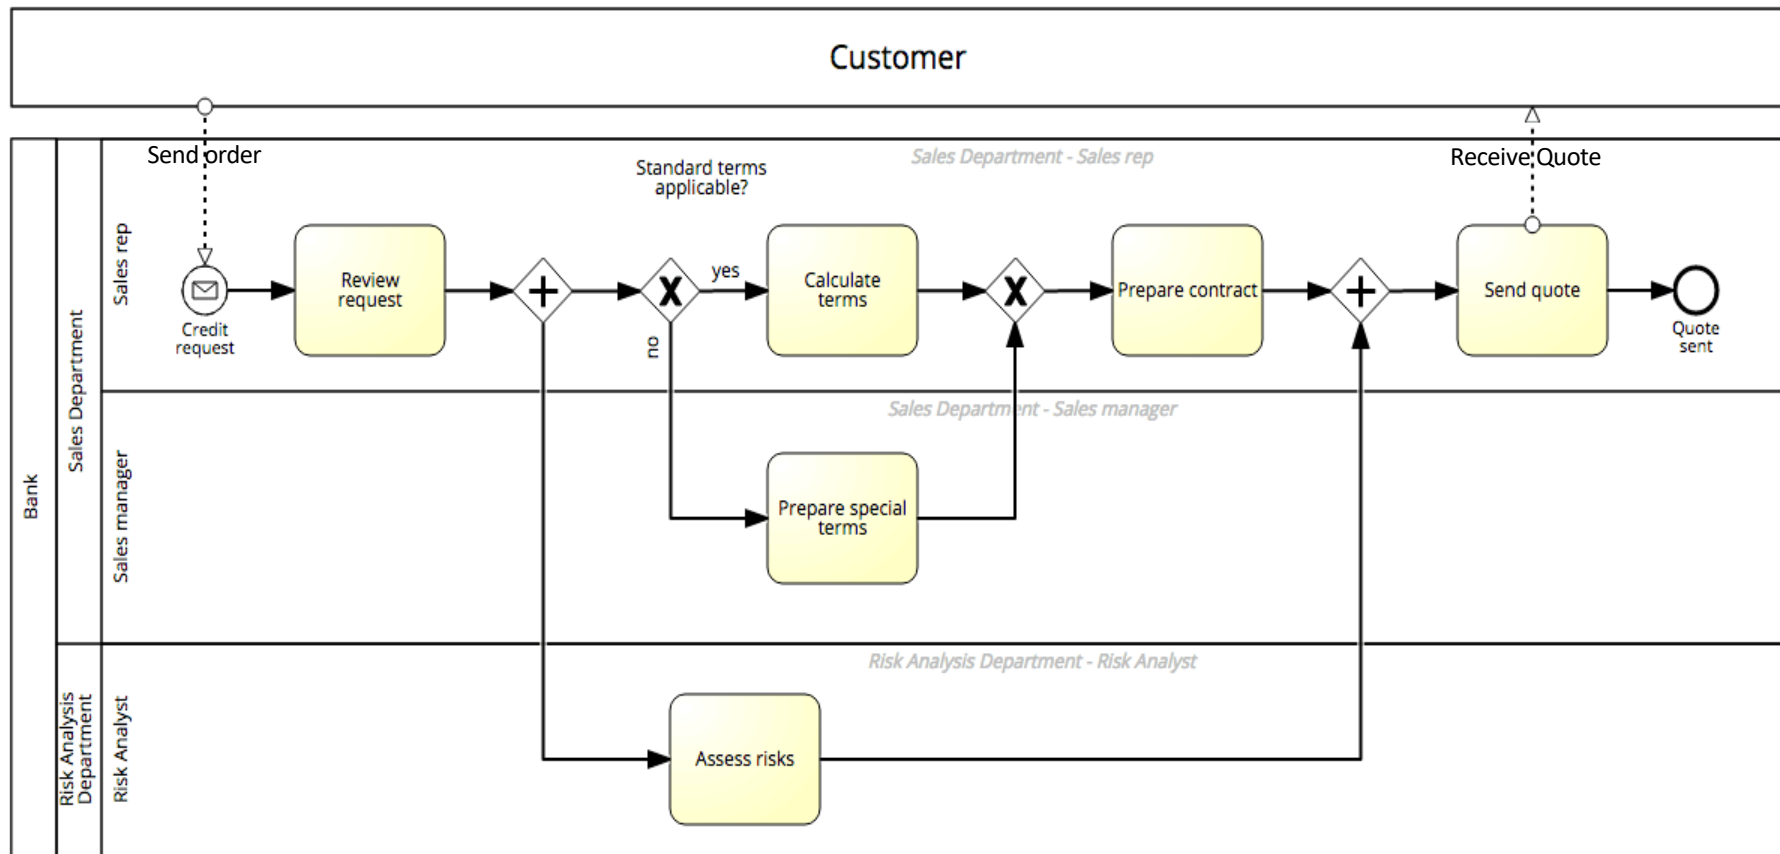 Customer
Send order
Sales Department - Sales rep
Receive Quote
Standard terms
applicable?
Sales rep
Review
request
yes
Calculate
terms
Prepare contract
Send quote
Credit
request
no
Quote
sent
Sales Department
Sales Department - Sales manager
Bank
Sales manager
Prepare special
terms
Risk Analysis Department - Risk Analyst
Risk Analysis
Department
Risk Analyst
Assess risks